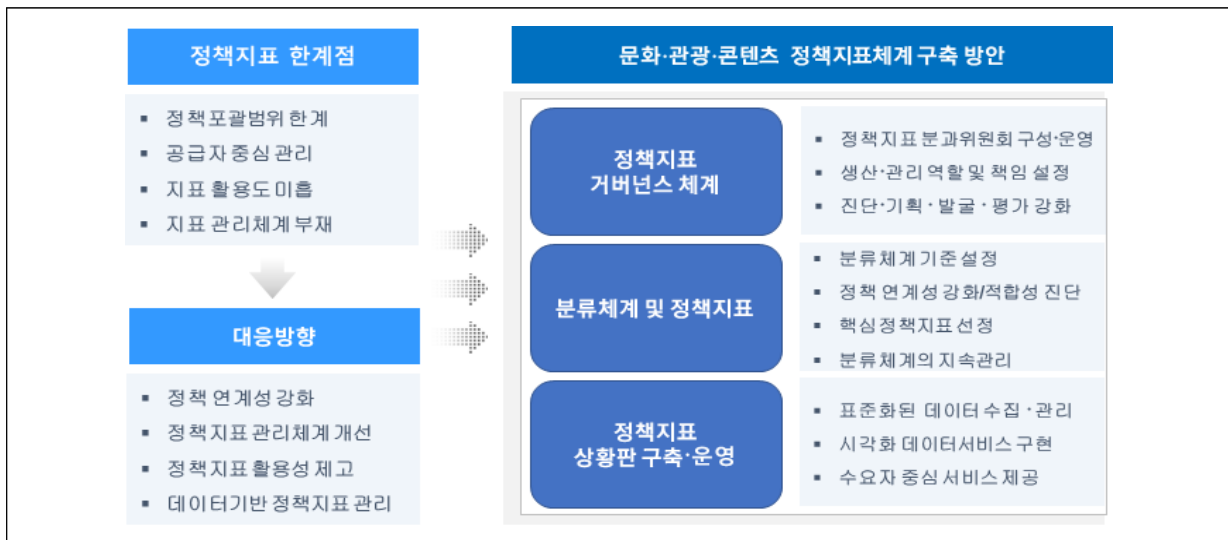 정책지표 한계점
▪ 정책포괄범위 한계
▪ 공급자 중심 관리
▪ 지표 활용도 미흡
▪ 지표 관리체계 부재
대응방향
▪ 정책 연계성 강화
▪ 정책지표 관리체계 개선
▪ 정책지표 활용성 제고
▪ 데이터기반 정책지표 관리
문화·관광·콘텐츠 정책지표체계 구축 방안
정책지표
거버넌스 체계
▪ 정책지표 분과위원회 구성·운영
▪ 생산·관리 역할 및 책임 설정
▪ 진단·기획·발굴·평가 강화
분류체계 및 정책지표
▪ 분류체계 기준 설정
▪ 정책 연계성 강화/적합성 진단
▪ 핵심정책지표 선정
▪ 분류체계의 지속관리
정책지표
상황판 구축·운영
▪ 표준화된 데이터 수집·관리
▪ 시각화 데이터서비스 구현
▪ 수요자 중심 서비스 제공